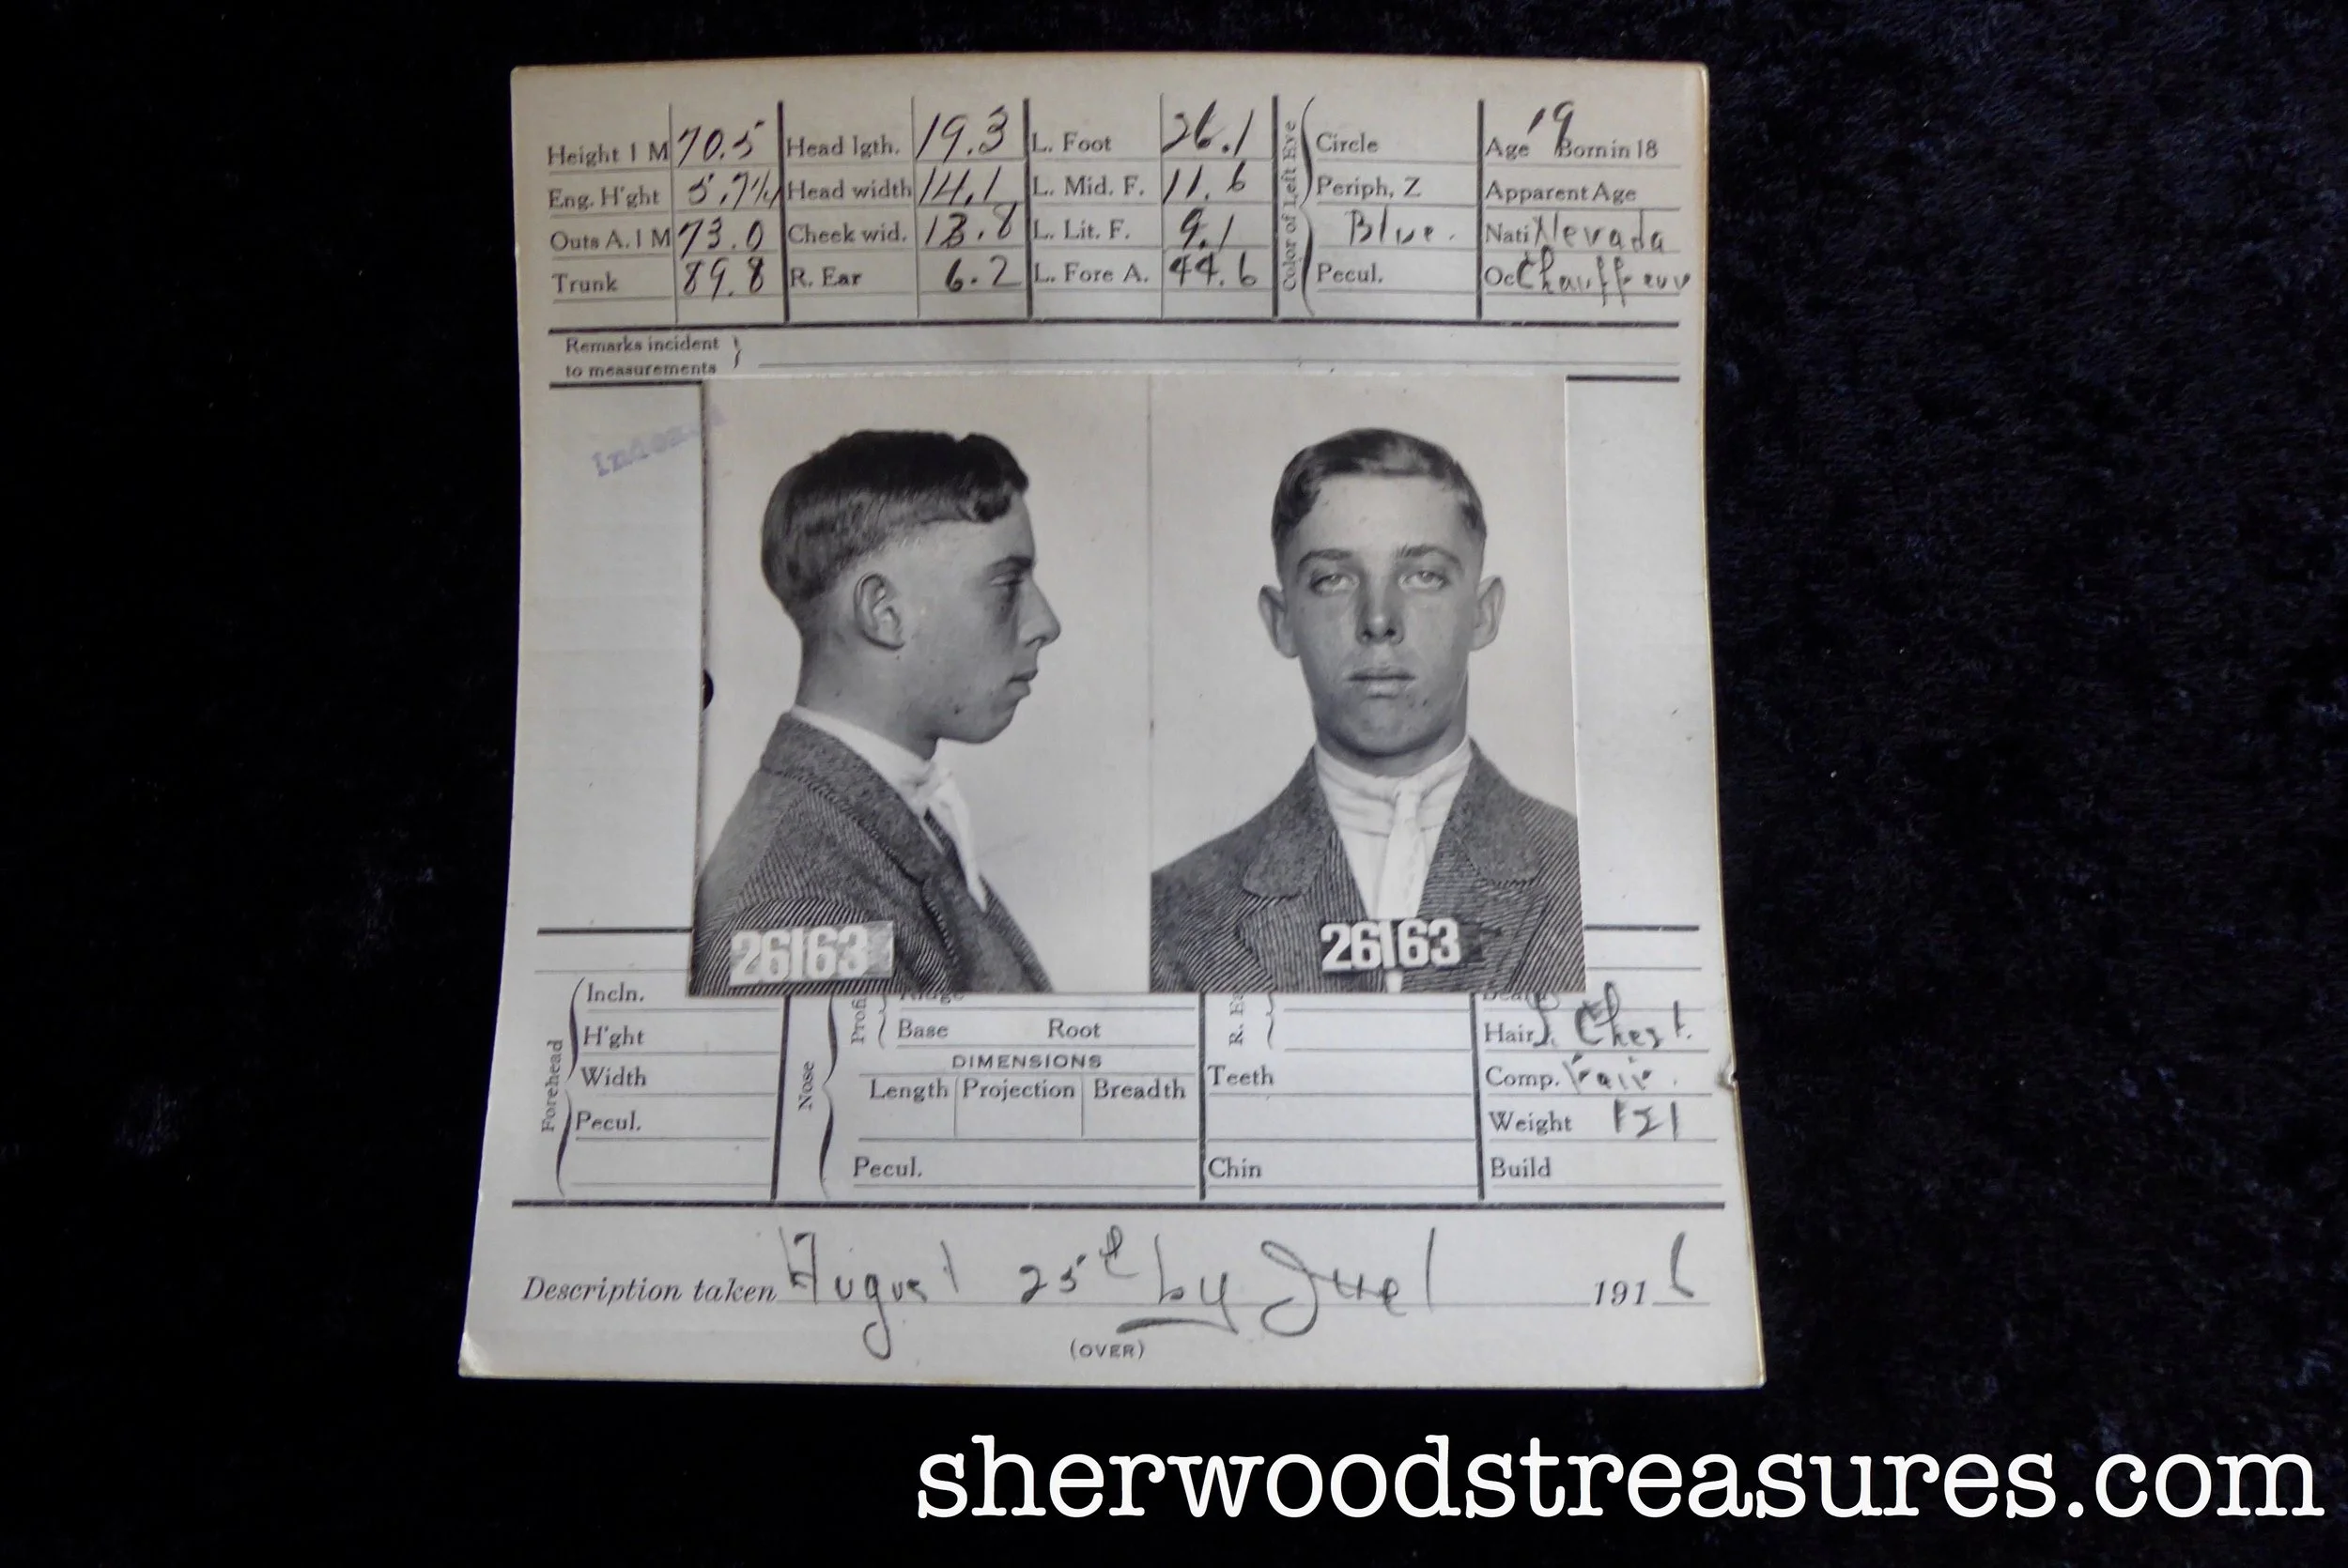 Height 1 M 70.5 Head lgth. 19.3 L. Foot 26.1 Circle Age 19 Born in 18
Eng. H'ght 5.7¼ Head width 14.1 L. Mid. F. 11.6 Periph, Z Apparent Age
Outs A. 1 M 73.0 Cheek wid. 13.8 L. Lit. F. 9.1 Blue. Nati Nevada
Trunk 89.8 R. Ear 6.2 L. Fore A. 44.6 Pecul. Oc Chauffeur
Color of Left Eye
Remarks incident
to measurements
26163 26163
Incln.
H'ght Base Root Hair Chest.
DIMENSIONS
Width Length Projection Breadth Teeth Comp. Fair.
Pecul. Weight 121
Pecul. Chin Build
Forehead Nose
Description taken August 25th by 191 6
(OVER)
sherwoodstreasures.com